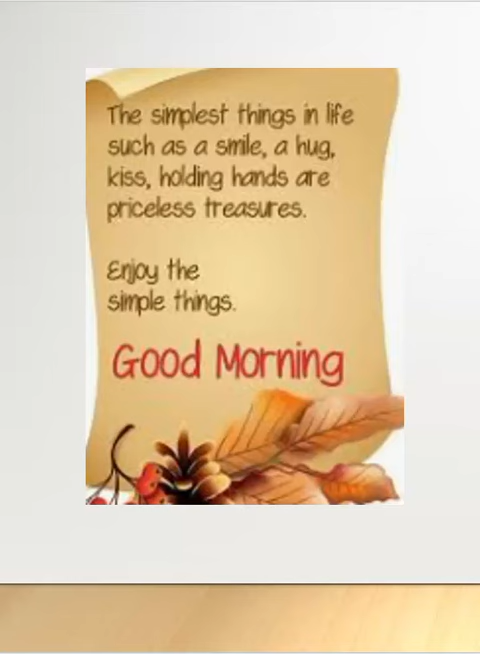 The simplest things in life
such as a smile, a hug,
kiss, holding hands are
priceless treasures.
Enjoy the
simple things.
Good Morning